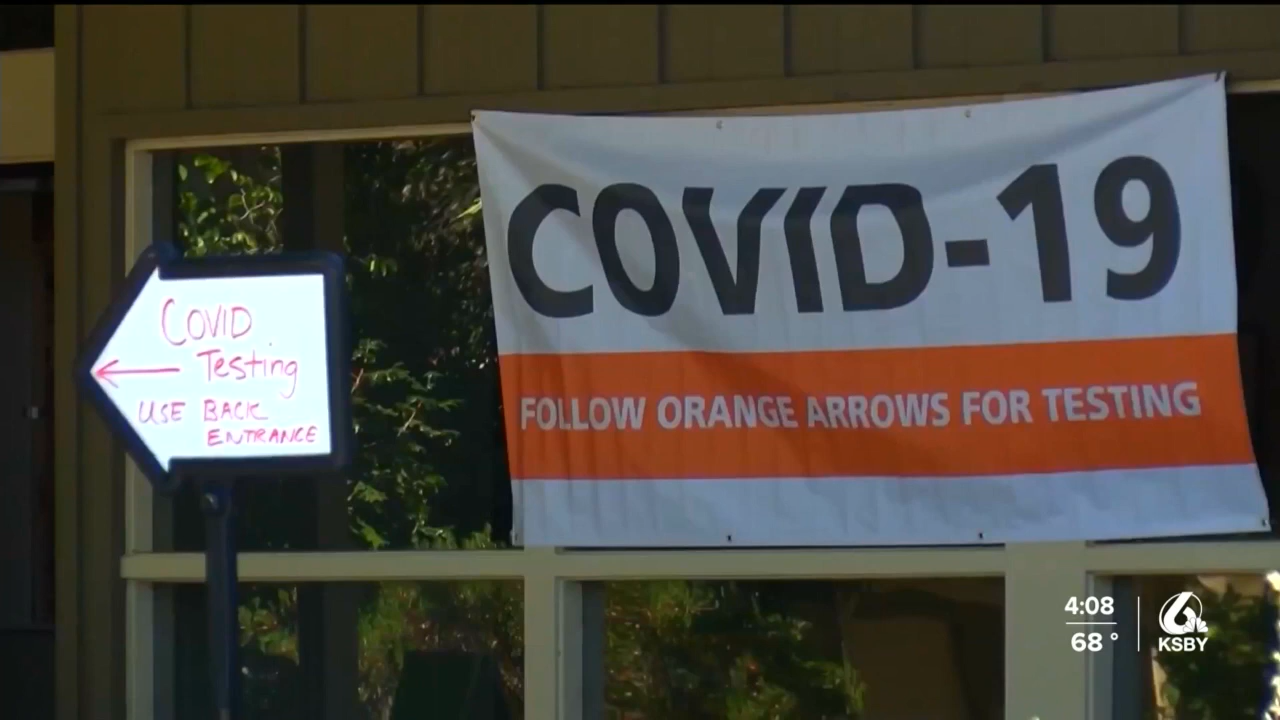 COVID
Testing
USE BACK
ENTRANCE
COVID-19
FOLLOW ORANGE ARROWS FOR TESTING
4:08
68°
6
KSBY